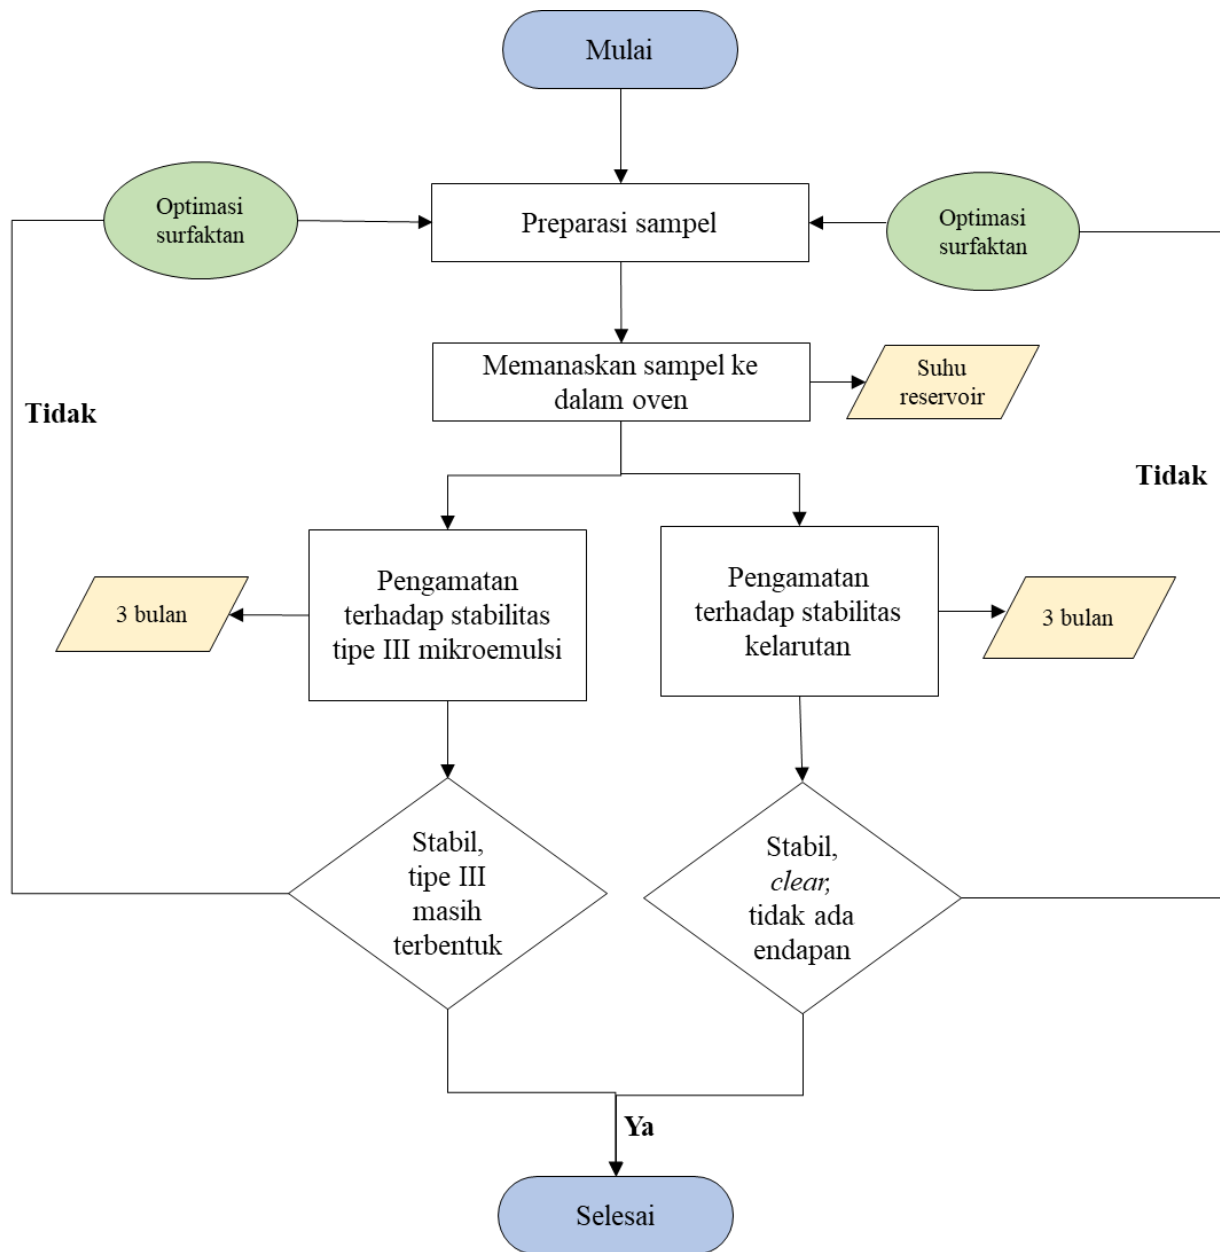 Mulai
Optimasi
surfaktan
Preparasi sampel
Optimasi
surfaktan
Memanaskan sampel ke
dalam oven
Suhu
reservoir
Tidak
Tidak
Pengamatan
terhadap stabilitas
tipe III mikroemulsi
3 bulan
Pengamatan
terhadap stabilitas
kelarutan
3 bulan
Stabil,
tipe III
masih
terbentuk
Stabil,
clear,
tidak ada
endapan
Ya
Selesai